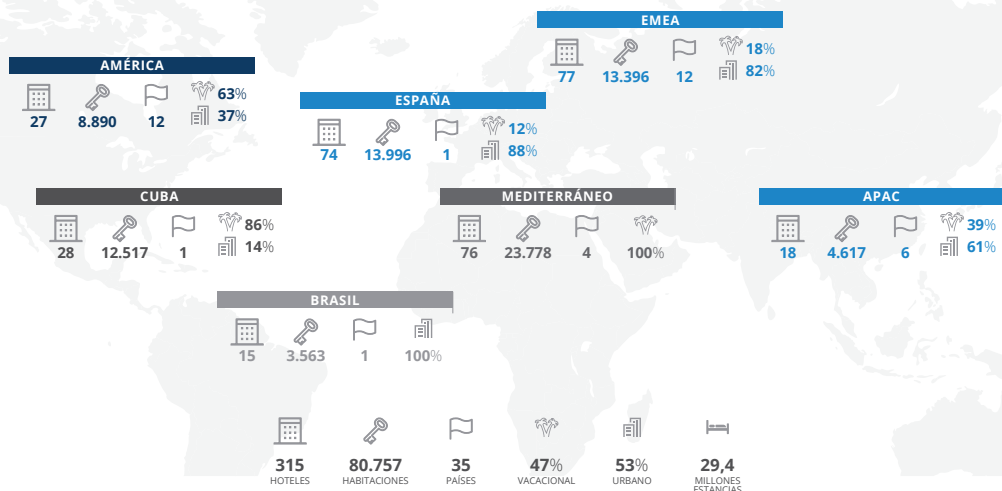 EMEA
77 13.396 12 18%
82%
AMÉRICA
27 8.890 12 63%
37%
ESPAÑA
74 13.996 1 12%
88%
CUBA
28 12.517 1 86%
14%
MEDITERRÁNEO
76 23.778 4 100%
APAC
18 4.617 6 39%
61%
BRASIL
15 3.563 1 100%
315 80.757 35 47% 53% 29,4
HOTELES HABITACIONES PAÍSES VACACIONAL URBANO MILLONES
ESTANCIAS